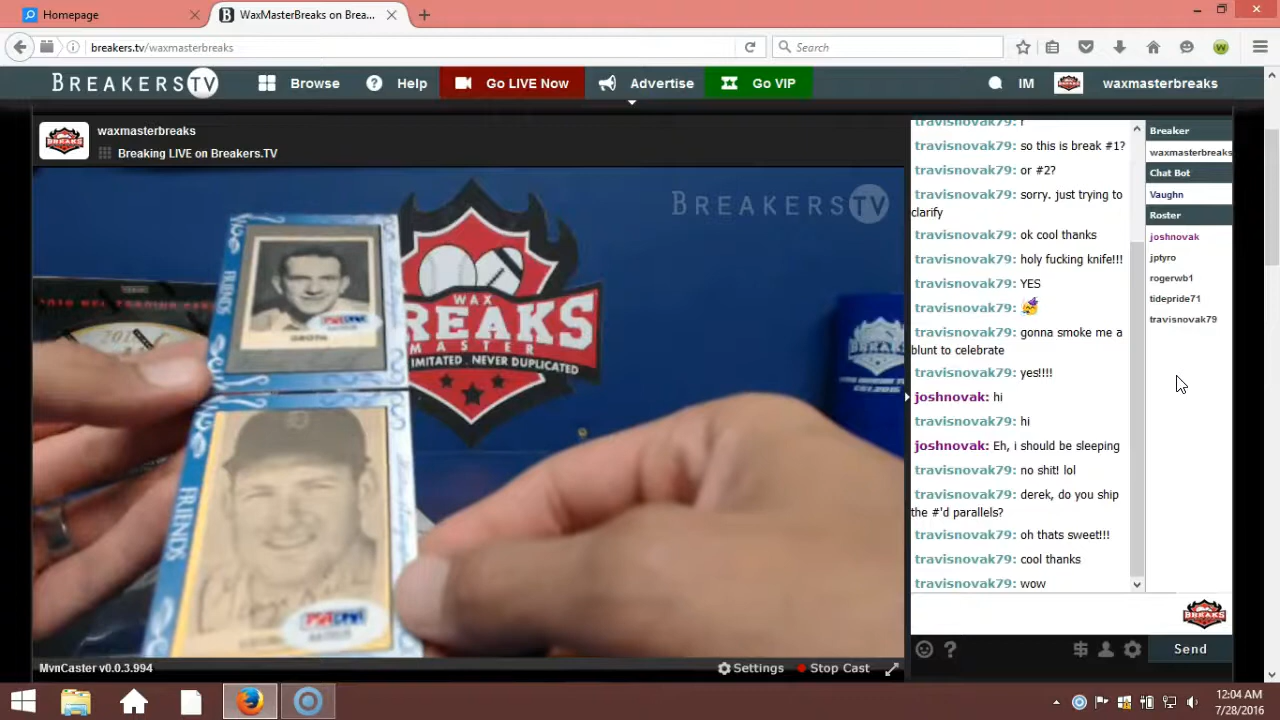 Homepage
WaxMasterBreaks on Brea...
breakers.tv/waxmasterbreaks
Search
BREAKERSTV
Browse
Help
Go LIVE Now
Advertise
Go VIP
IM
waxmasterbreaks
waxmasterbreaks
Breaking LIVE on Breakers.TV
BREAKERSTV
FRIENDS
WAX
BREAKS
MASTER
IMITATED. NEVER DUPLICATED
FRIENDS
MvnCaster v0.0.3.994
Settings
Stop Cast
travisnovak79: so this is break #1?
travisnovak79: or #2?
travisnovak79: sorry. just trying to
clarify
travisnovak79: ok cool thanks
travisnovak79: holy fucking knife!!!
travisnovak79: YES
travisnovak79:
travisnovak79: gonna smoke me a
blunt to celebrate
travisnovak79: yes!!!!
joshnovak: hi
travisnovak79: hi
joshnovak: Eh, i should be sleeping
travisnovak79: no shit! lol
travisnovak79: derek, do you ship
the #'d parallels?
travisnovak79: oh thats sweet!!!
travisnovak79: cool thanks
travisnovak79: wow
Breaker
waxmasterbreaks
Chat Bot
Vaughn
Roster
joshnovak
jptyro
rogerwb1
tidepride71
travisnovak79
Send
12:04 AM
7/28/2016